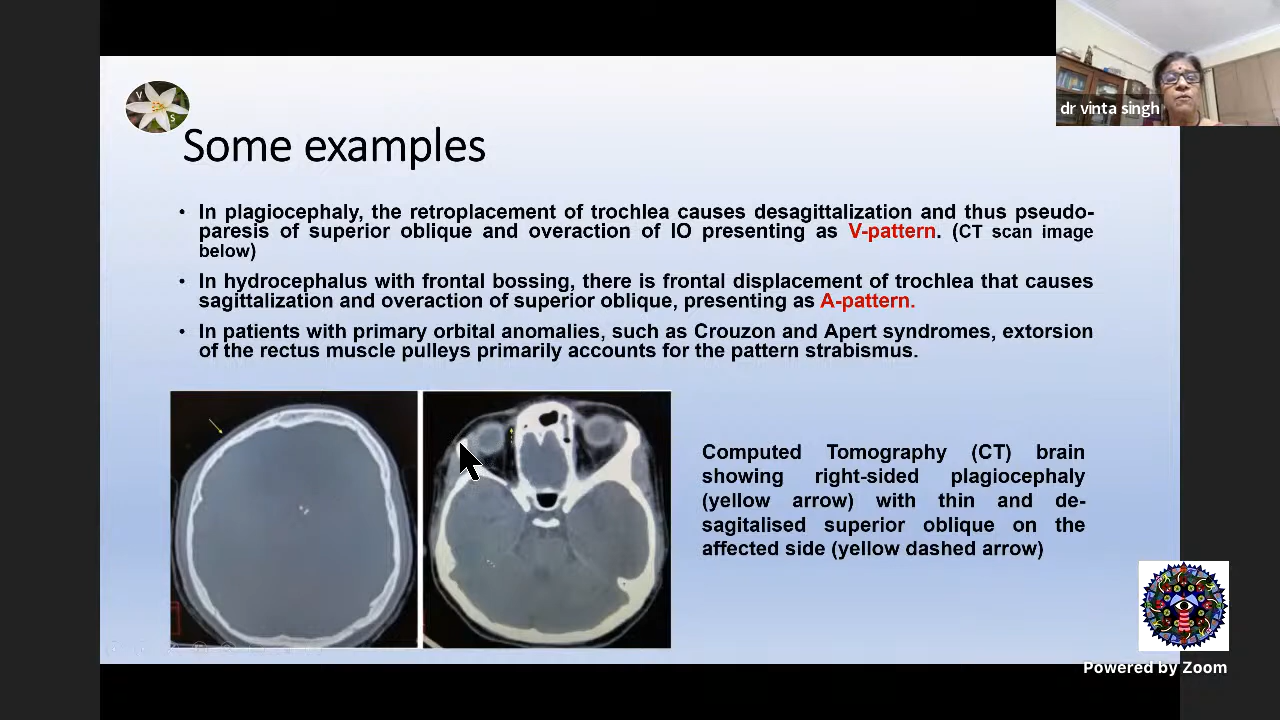 dr vinta singh
V
S
Some examples
• In plagiocephaly, the retroplacement of trochlea causes desagittalization and thus pseudo-
paresis of superior oblique and overaction of IO presenting as V-pattern. (CT scan image
below)
• In hydrocephalus with frontal bossing, there is frontal displacement of trochlea that causes
sagittalization and overaction of superior oblique, presenting as A-pattern.
• In patients with primary orbital anomalies, such as Crouzon and Apert syndromes, extorsion
of the rectus muscle pulleys primarily accounts for the pattern strabismus.
Computed Tomography (CT) brain
showing right-sided plagiocephaly
(yellow arrow) with thin and de-
sagitalised superior oblique on the
affected side (yellow dashed arrow)
Powered by Zoom